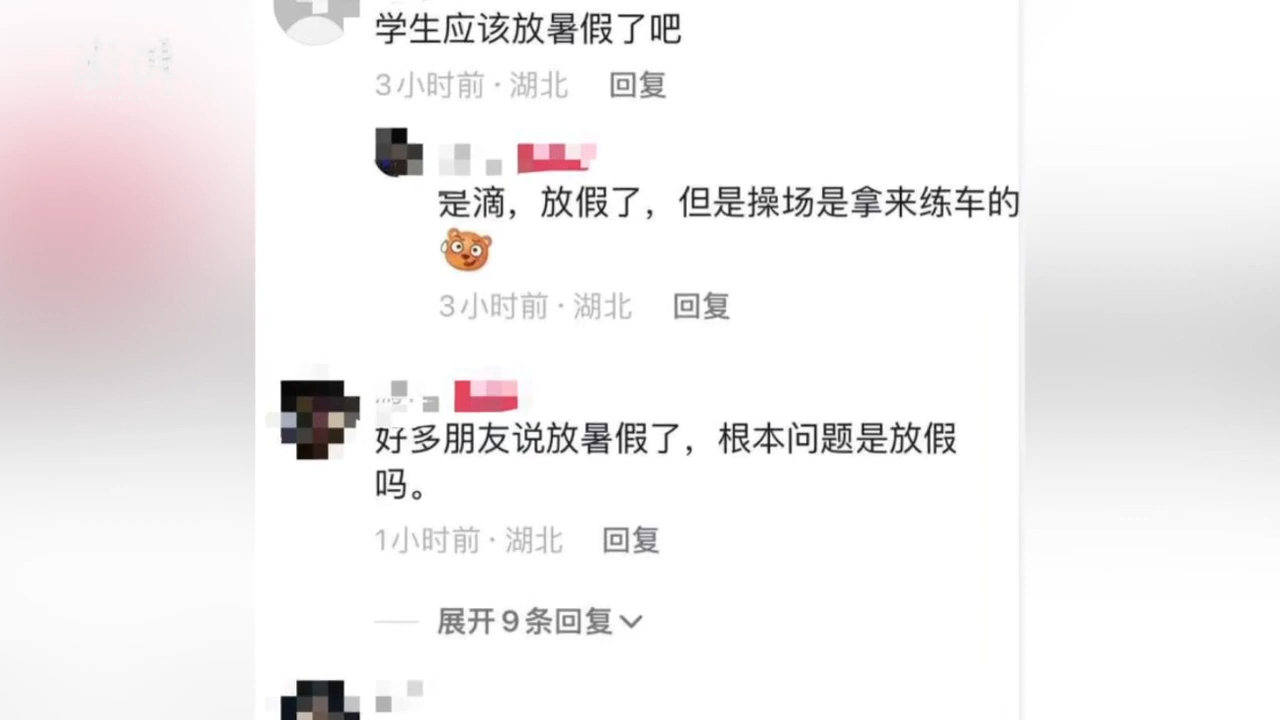 学生应该放暑假了吧
3小时前·湖北 回复
是滴，放假了，但是操场是拿来练车的
3小时前·湖北 回复
好多朋友说放暑假了，根本问题是放假
吗。
1小时前·湖北 回复
展开9条回复